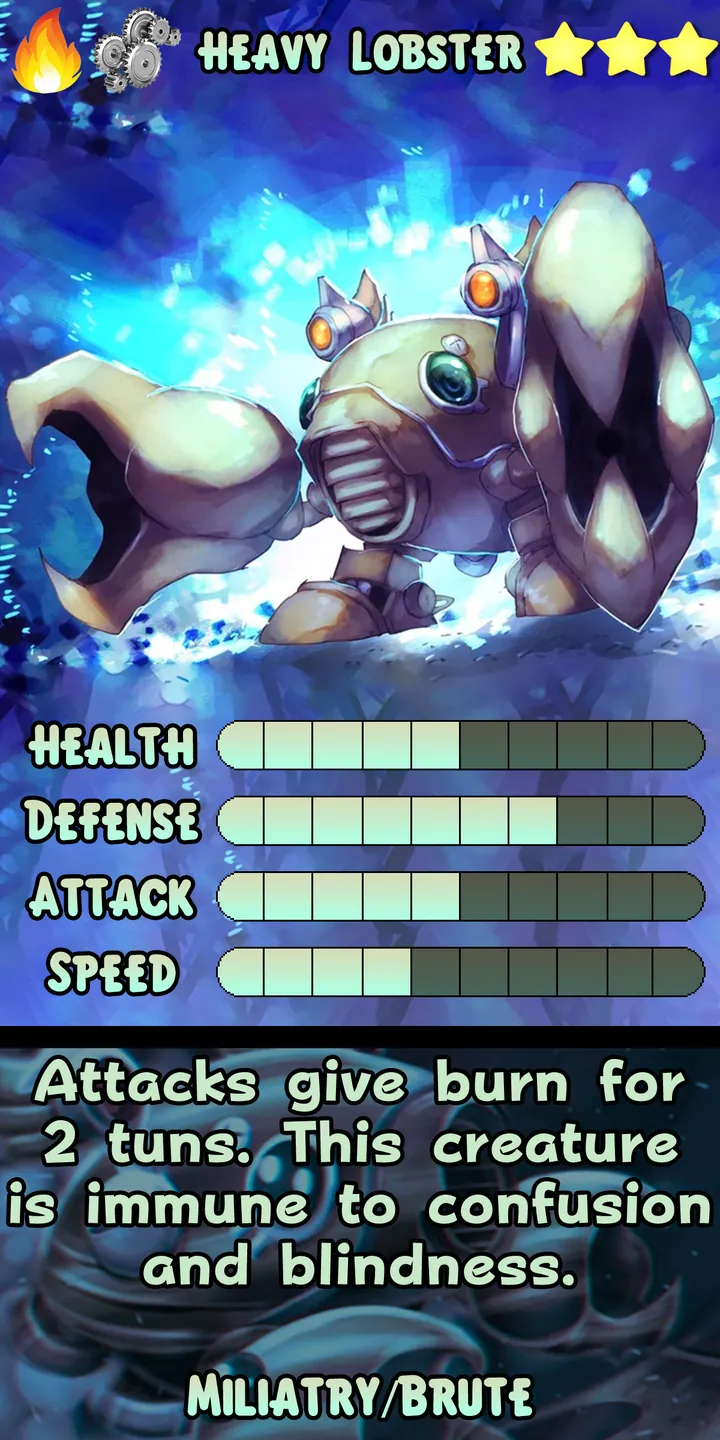 Heavy Lobster
Health
Defense
Attack
Speed
Attacks give burn for
2 tuns. This creature
is immune to confusion
and blindness.
Miliatry/Brute